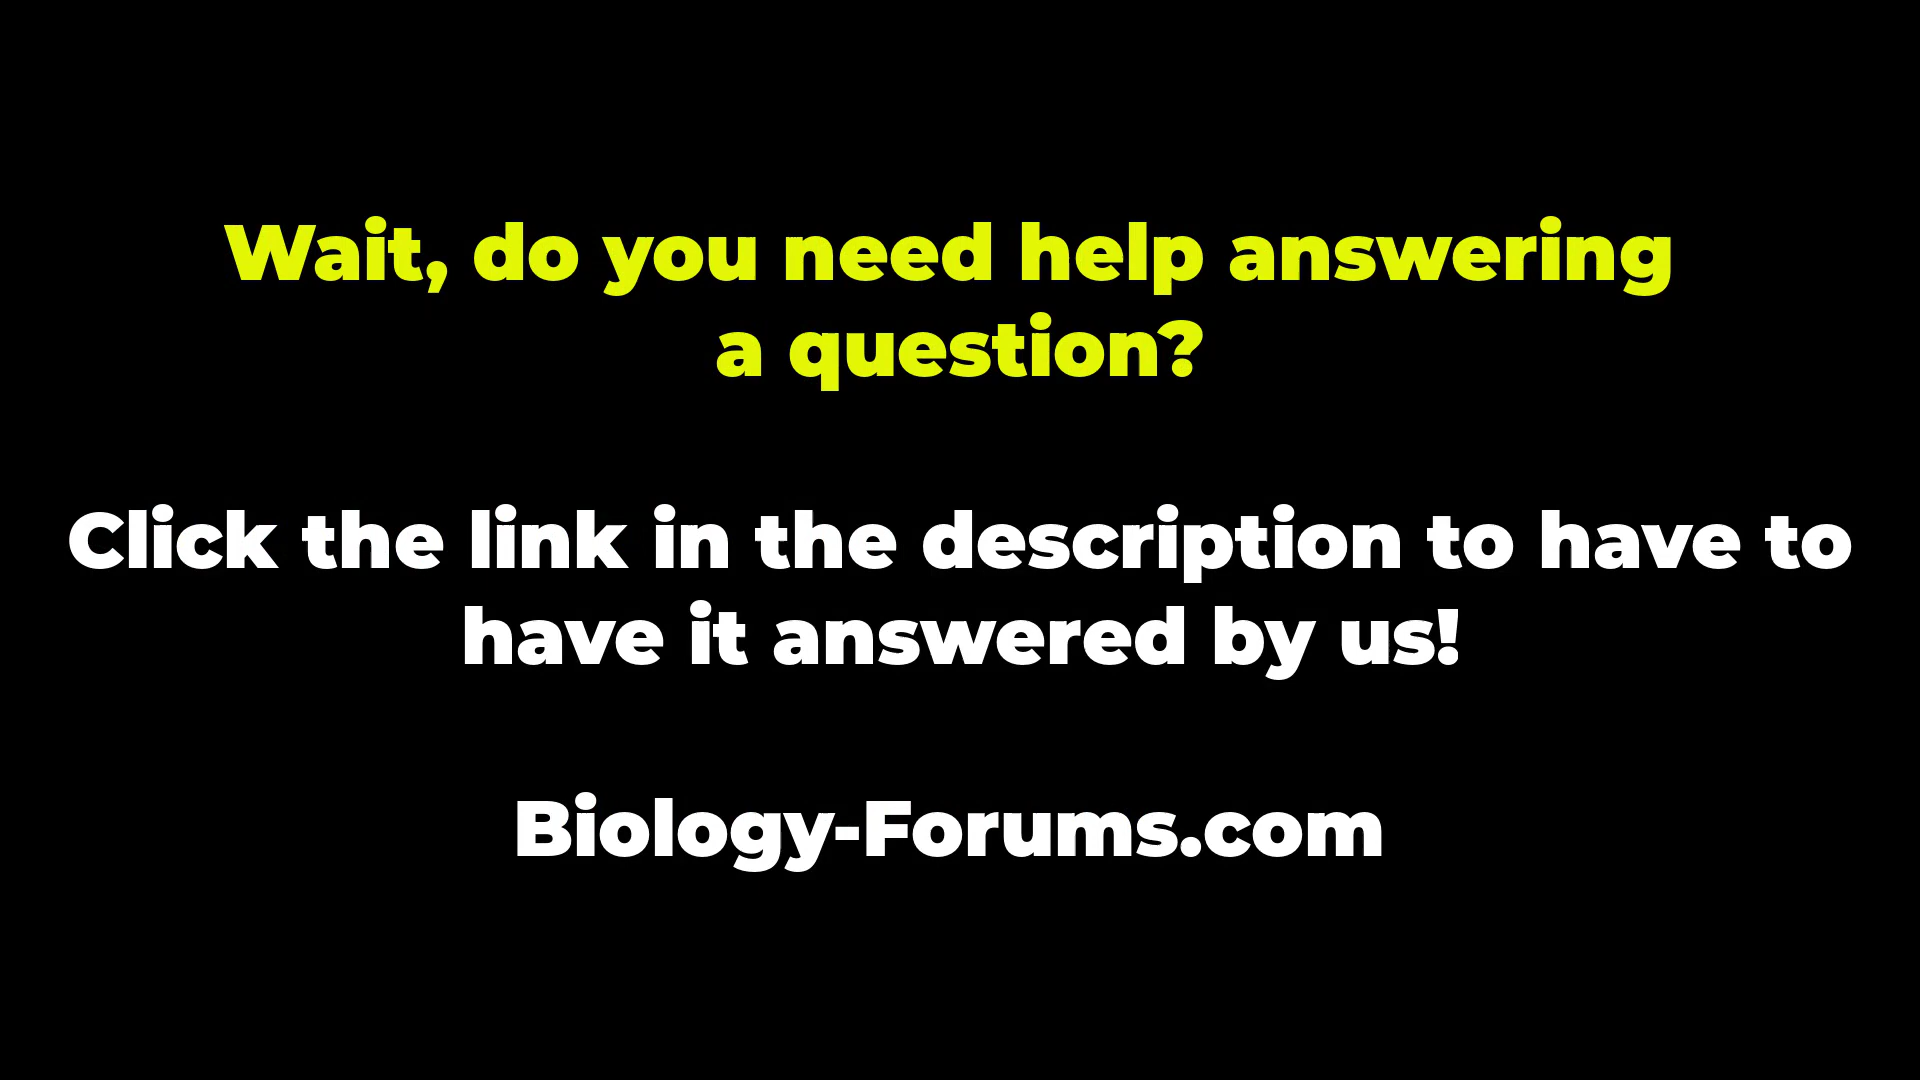 Wait, do you need help answering
a question?
Click the link in the description to have to
have it answered by us!
Biology-Forums.com